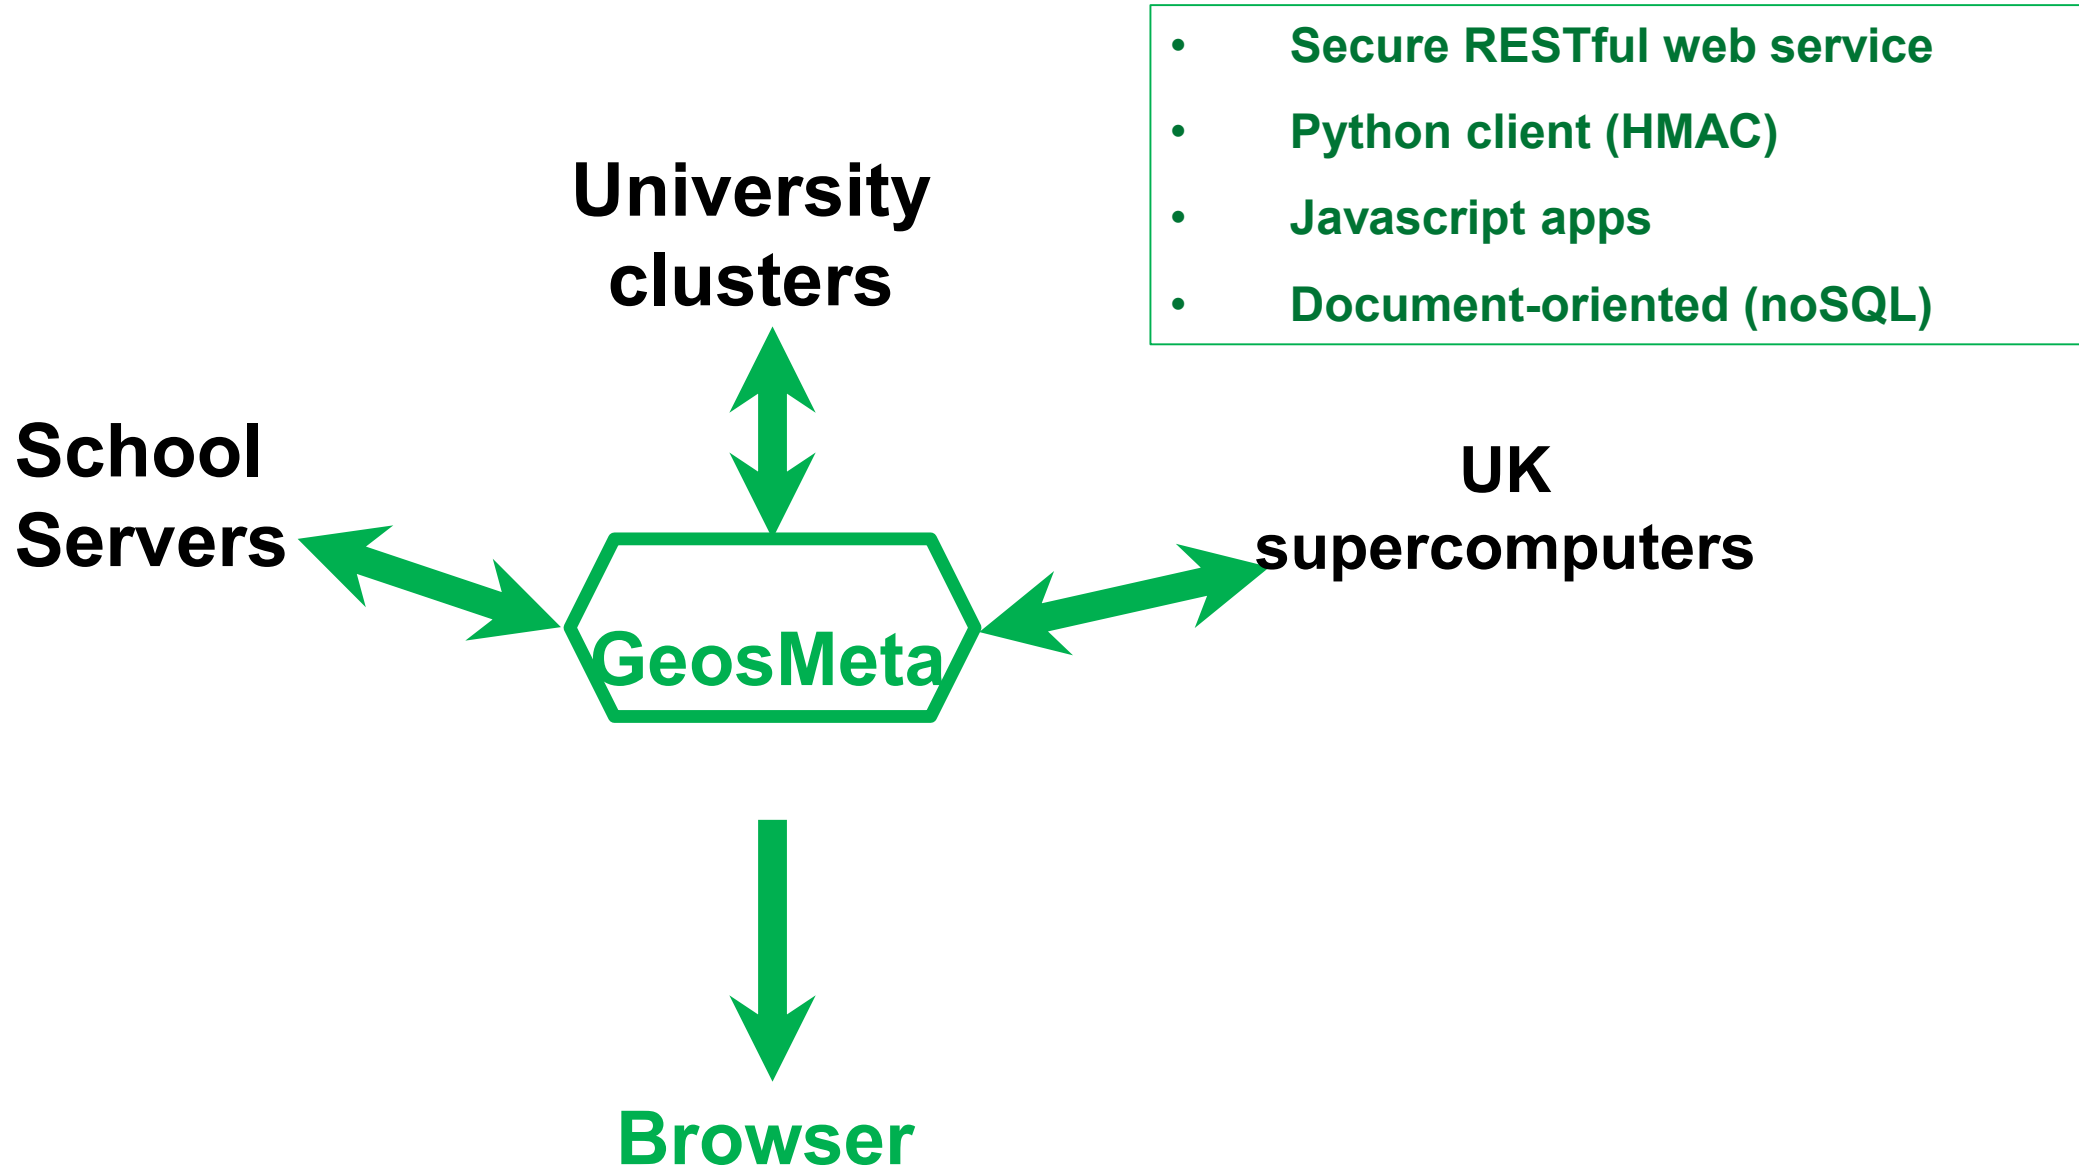 • Secure RESTful web service
• Python client (HMAC)
• Javascript apps
• Document-oriented (noSQL)
University
clusters
School
Servers
UK
supercomputers
GeosMeta
Browser